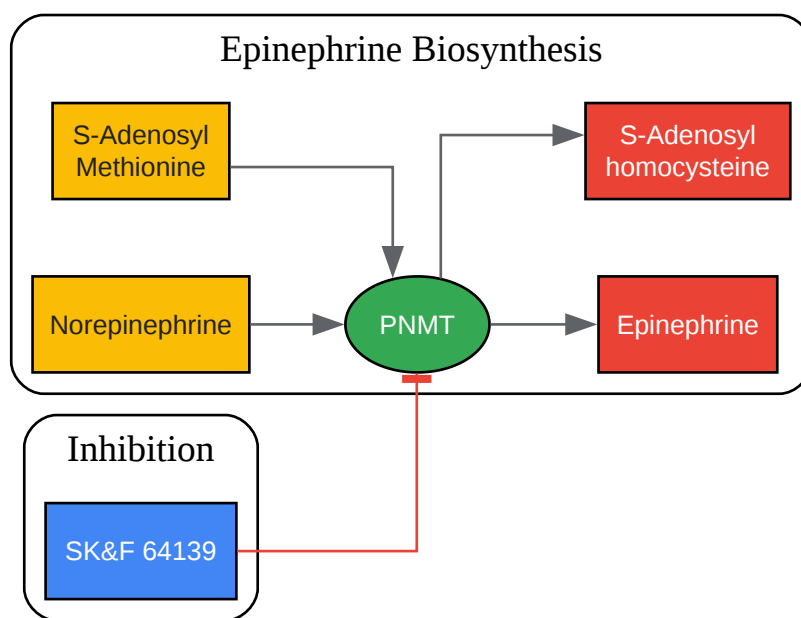 Epinephrine Biosynthesis
S-Adenosyl
Methionine
S-Adenosyl
homocysteine
Norepinephrine
PNMT
Epinephrine
Inhibition
SK&F 64139